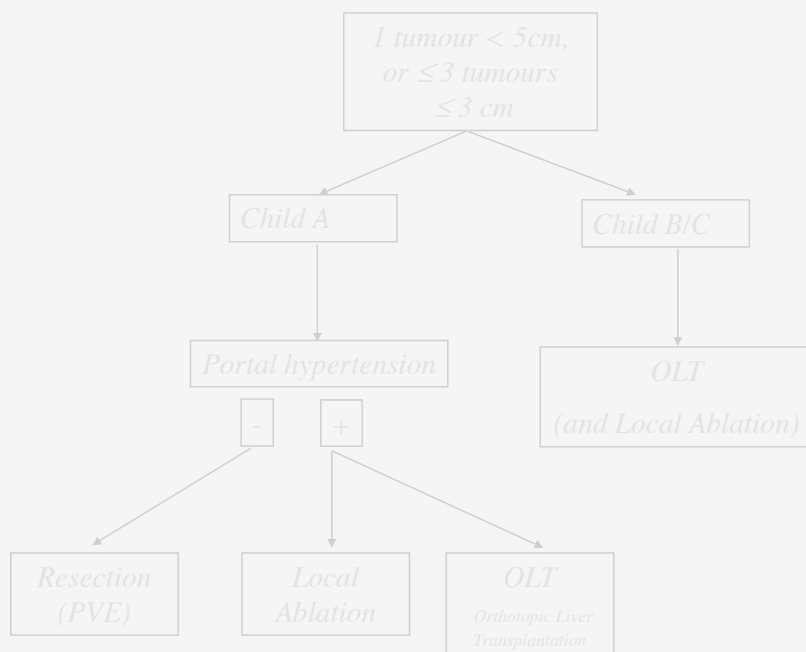 1 tumour < 5cm,
or ≤ 3 tumours
≤ 3 cm
Child A
Child B/C
Portal hypertension
OLT
(and Local Ablation)
-
+
Resection
(PVE)
Local
Ablation
OLT
Orthotopic Liver
Transplantation